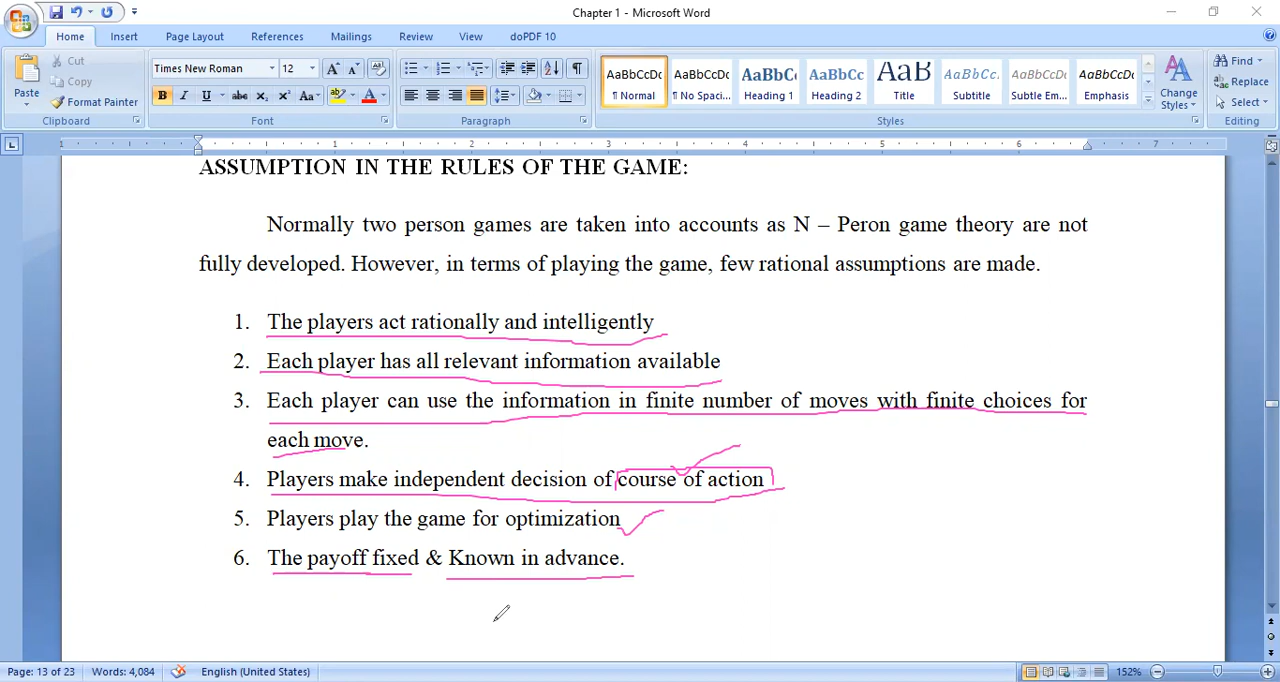 Chapter 1 - Microsoft Word
Home Insert Page Layout References Mailings Review View doPDF 10
Paste Cut Copy Format Painter Clipboard
Times New Roman 12
Font
Paragraph
AaBbCcDc AaBbCcDc AaBbCc AaBbCc AaB AaBbCc. AaBbCcDc AaBbCcDc
¶ Normal ¶ No Spaci... Heading 1 Heading 2 Title Subtitle Subtle Em... Emphasis
Change Styles
Styles
Find
Replace
Select
Editing
1 1 2 3 4 5 6 7
ASSUMPTION IN THE RULES OF THE GAME:
Normally two person games are taken into accounts as N – Peron game theory are not
fully developed. However, in terms of playing the game, few rational assumptions are made.
1. The players act rationally and intelligently
2. Each player has all relevant information available
3. Each player can use the information in finite number of moves with finite choices for
each move.
4. Players make independent decision of course of action
5. Players play the game for optimization
6. The payoff fixed & Known in advance.
Page: 13 of 23 Words: 4,084 English (United States) 152%